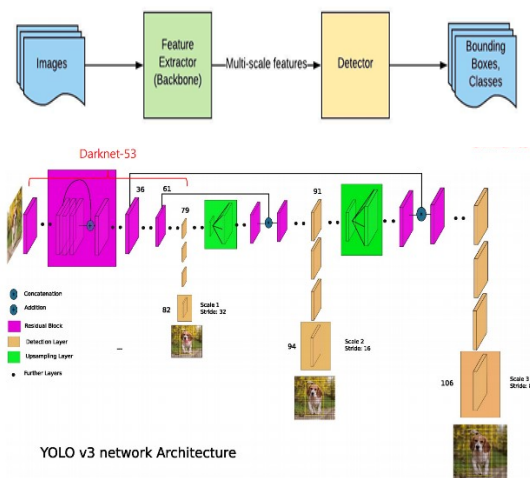 Images
Feature
Extractor
(Backbone)
Multi-scale features
Detector
Bounding
Boxes,
Classes
Darknet-53
36
61
79
91
Concatenation
Addition
Residual Block
Detection Layer
Upsampling Layer
Further Layers
82
Scale 1
Stride: 32
94
Scale 2
Stride: 16
106
Scale 3
Stride:
YOLO v3 network Architecture